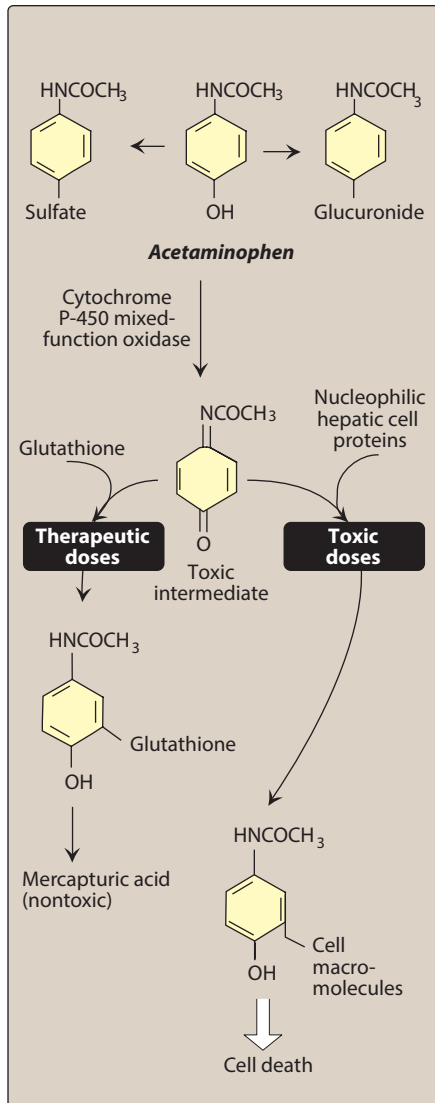 HNCOCH3
HNCOCH3
HNCOCH3
Sulfate
OH
Glucuronide
Acetaminophen
Cytochrome
P-450 mixed-
function oxidase
NCOCH3
Nucleophilic
hepatic cell
proteins
Glutathione
Therapeutic
doses
O
Toxic
intermediate
Toxic
doses
HNCOCH3
Glutathione
OH
Mercapturic acid
(nontoxic)
HNCOCH3
OH
Cell
macro-
molecules
Cell death